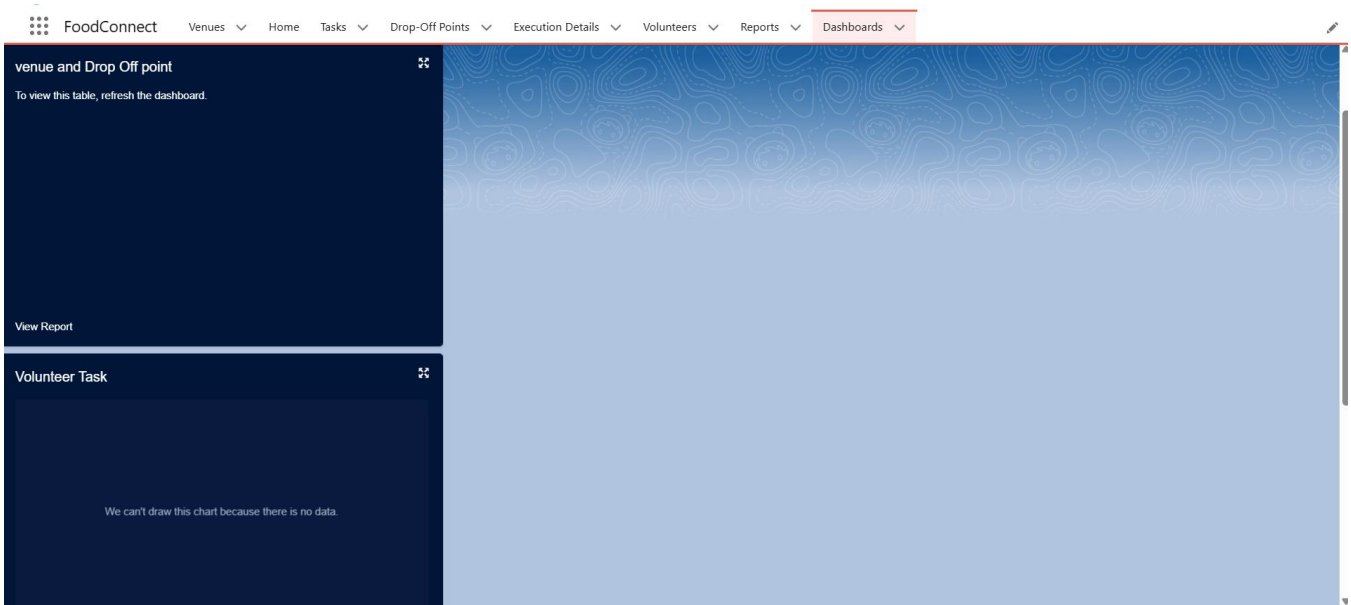 FoodConnect Venues Home Tasks Drop-Off Points Execution Details Volunteers Reports Dashboards
venue and Drop Off point
To view this table, refresh the dashboard.
View Report
Volunteer Task
We can't draw this chart because there is no data.